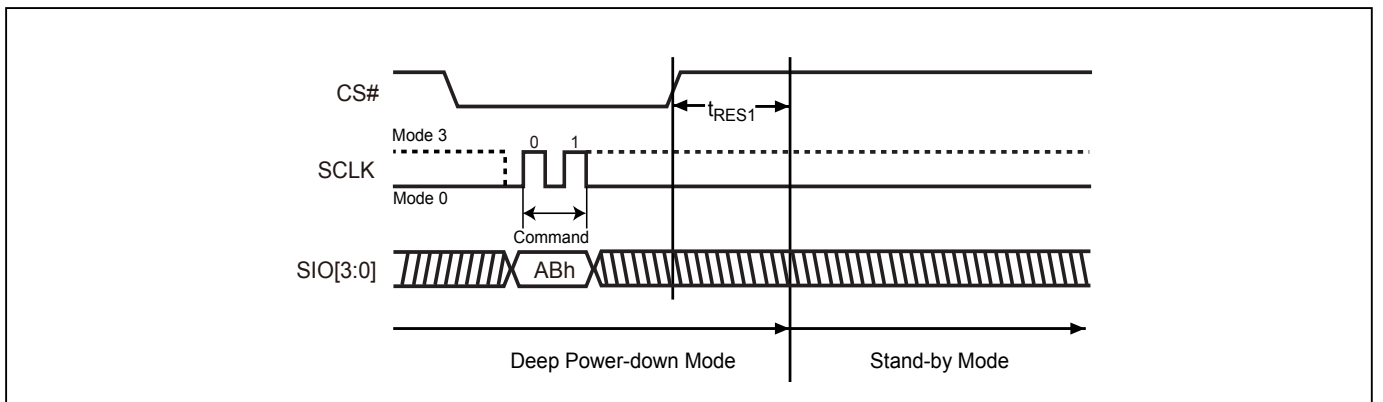 CS#
tRES1
Mode 3
0 1
SCLK
Mode 0
Command
SIO[3:0]
ABh
Deep Power-down Mode
Stand-by Mode